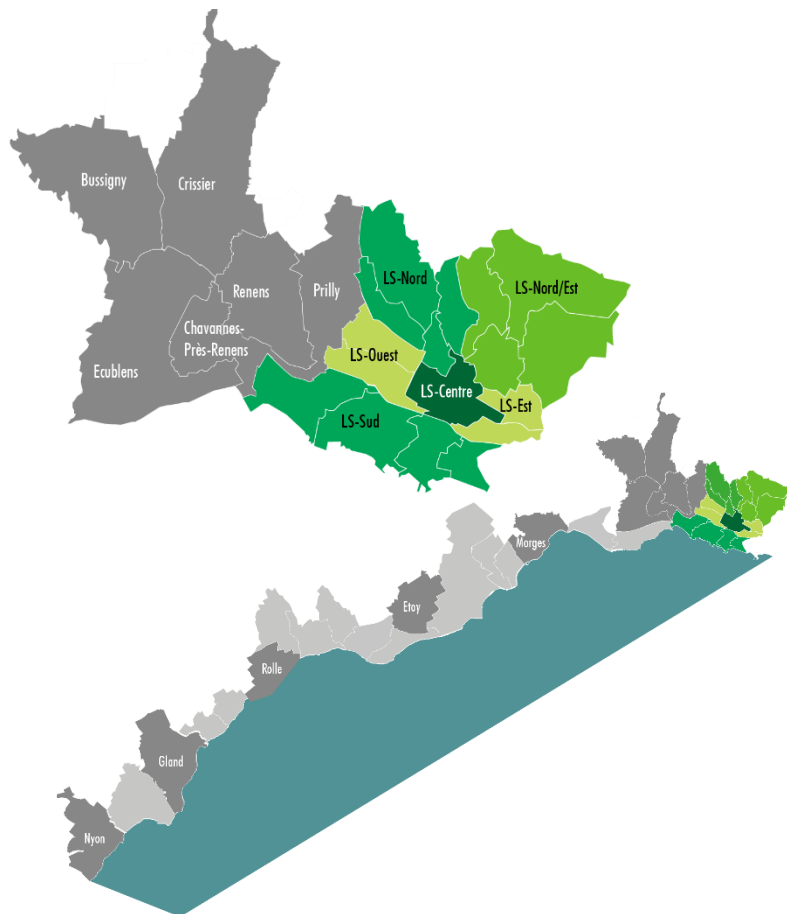 Bussigny
Crissier
LS-Nord
LS-Nord/Est
Renens
Prilly
Chavannes-
Près-Renens
LS-Ouest
Ecublens
LS-Centre
LS-Est
LS-Sud
Morges
Etoy
Rolle
Gland
Nyon